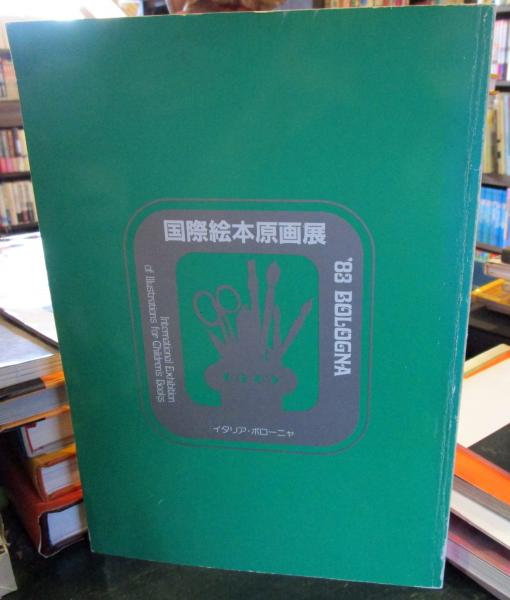 国際絵本原画展
'83 BOLOGNA
International Exhibition
of Illustrations for Children's Books
イタリア・ボローニャ